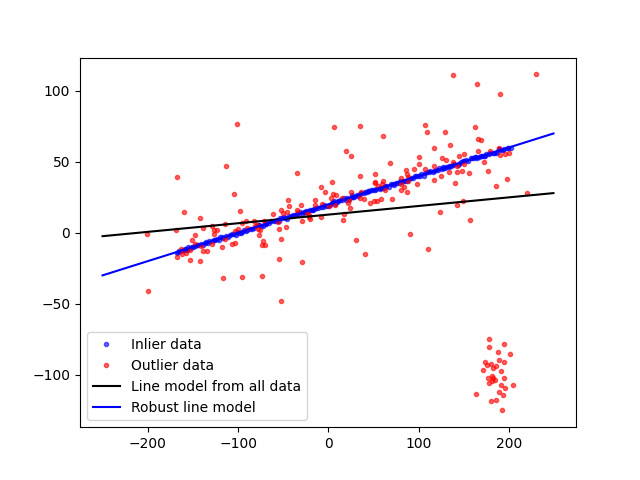 100
50
0
−50
−100
Inlier data
Outlier data
Line model from all data
Robust line model
−200 −100 0 100 200